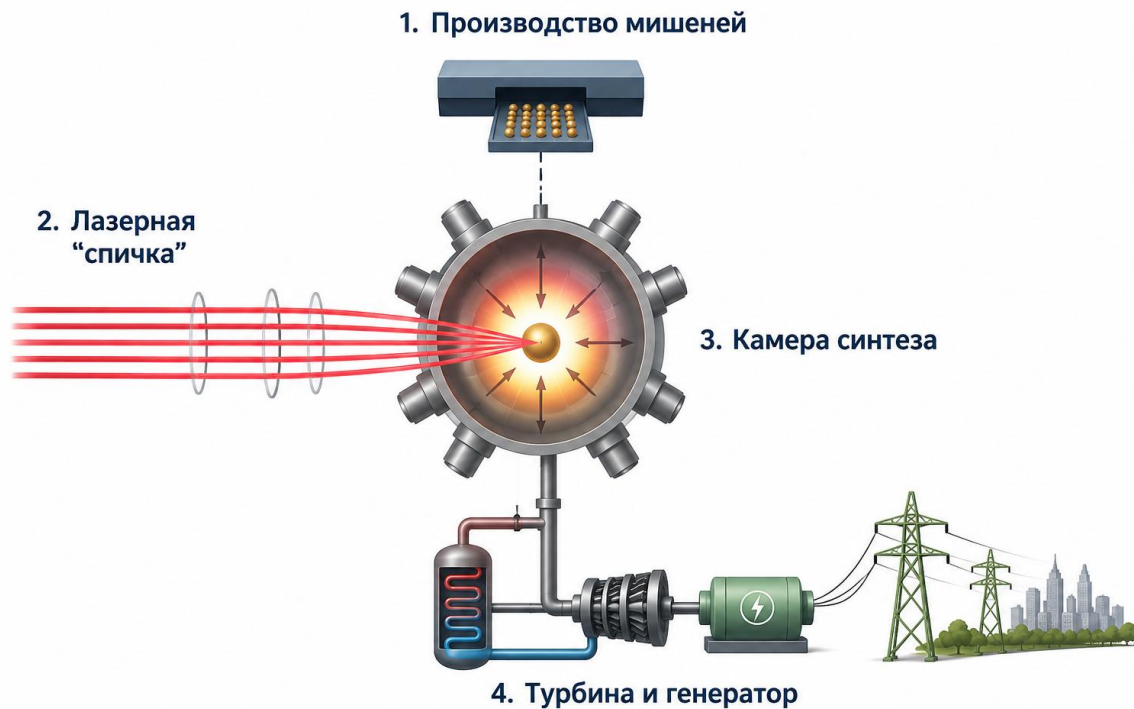 1. Производство мишеней
2. Лазерная
“спичка”
3. Камера синтеза
4. Турбина и генератор